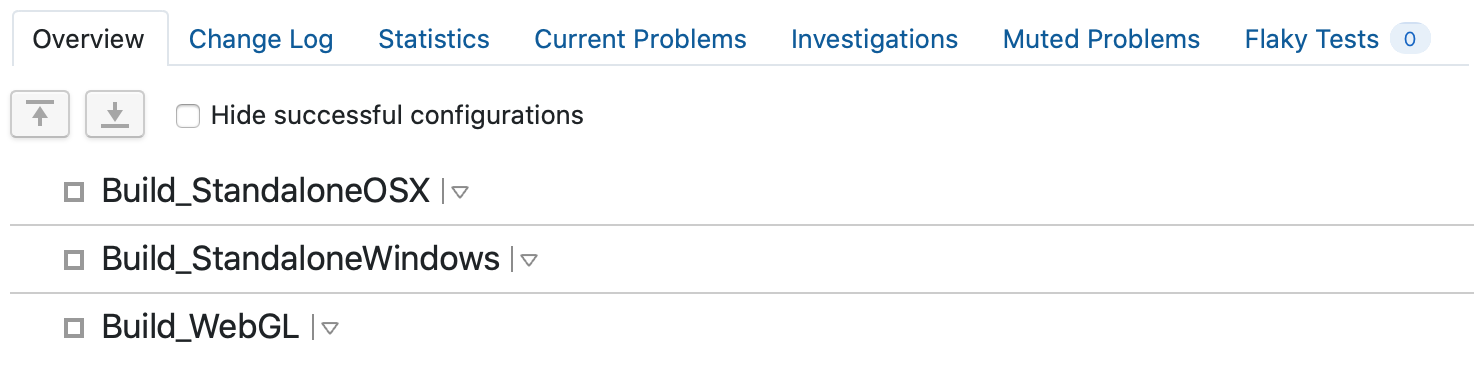 Overview Change Log Statistics Current Problems Investigations Muted Problems Flaky Tests 0
Hide successful configurations
Build_StandaloneOSX
Build_StandaloneWindows
Build_WebGL